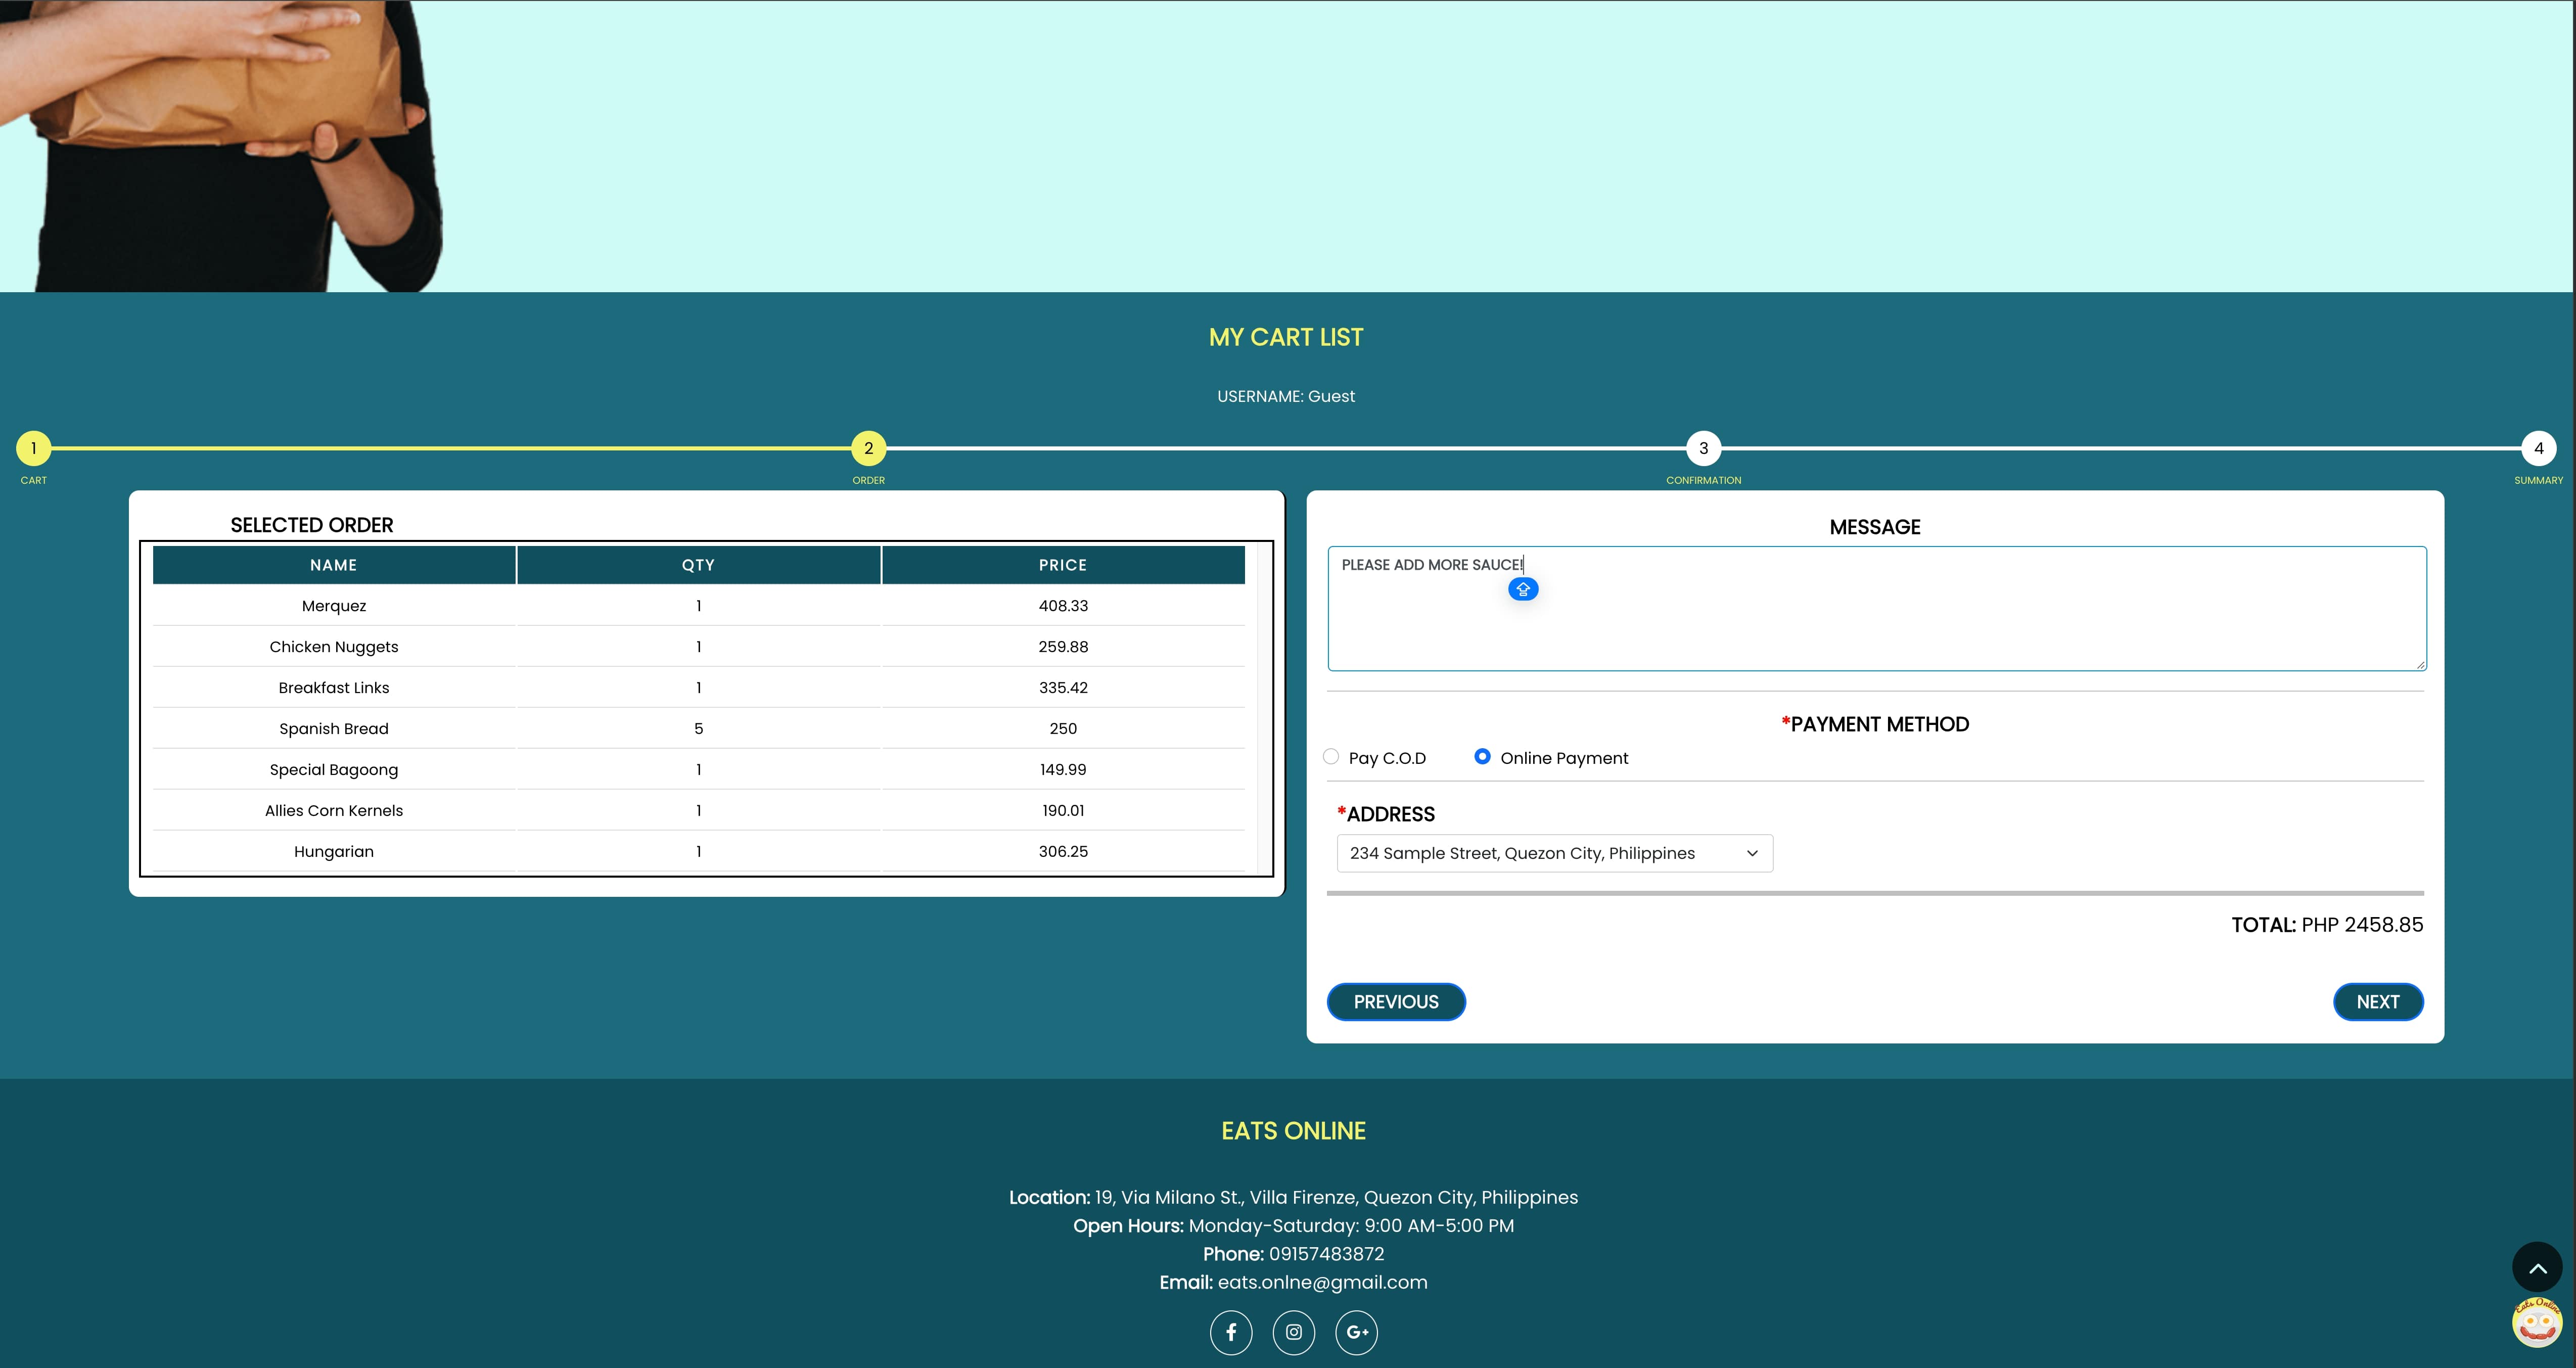 MY CART LIST
USERNAME: Guest
1
2
3
4
CART
ORDER
CONFIRMATION
SUMMARY
SELECTED ORDER
NAME QTY PRICE
Merquez 1 408.33
Chicken Nuggets 1 259.88
Breakfast Links 1 335.42
Spanish Bread 5 250
Special Bagoong 1 149.99
Allies Corn Kernels 1 190.01
Hungarian 1 306.25
MESSAGE
PLEASE ADD MORE SAUCE!
*PAYMENT METHOD
Pay C.O.D Online Payment
*ADDRESS
234 Sample Street, Quezon City, Philippines
TOTAL: PHP 2458.85
PREVIOUS NEXT
EATS ONLINE
Location: 19, Via Milano St., Villa Firenze, Quezon City, Philippines
Open Hours: Monday-Saturday: 9:00 AM-5:00 PM
Phone: 09157483872
Email: eats.onlne@gmail.com
G+
Eats Online